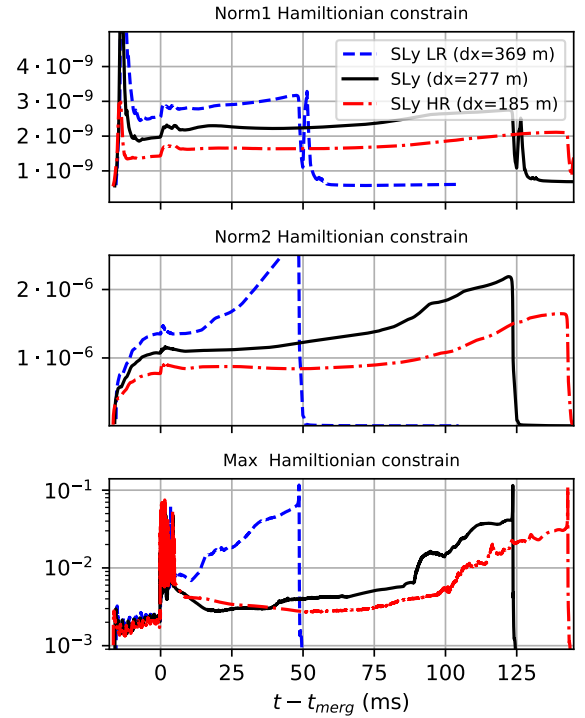 Norm1 Hamiltionian constrain
4 · 10⁻⁹
3 · 10⁻⁹
2 · 10⁻⁹
1 · 10⁻⁹
SLy LR (dx=369 m)
SLy (dx=277 m)
SLy HR (dx=185 m)
Norm2 Hamiltionian constrain
2 · 10⁻⁶
1 · 10⁻⁶
Max Hamiltionian constrain
10⁻¹
10⁻²
10⁻³
0 25 50 75 100 125
t − t_merg (ms)